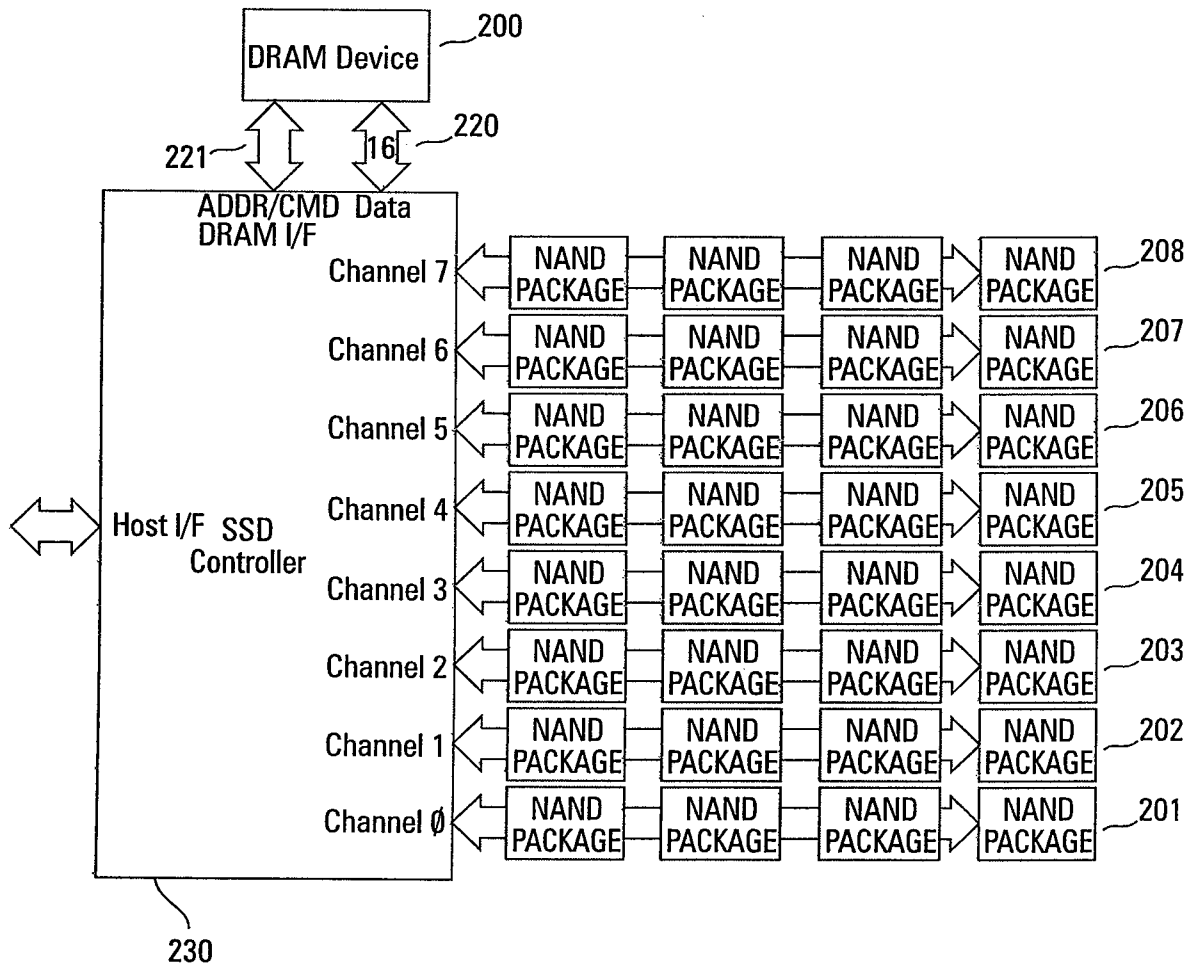 200
DRAM Device
221
16
220
ADDR/CMD Data
DRAM I/F
Channel 7
NAND PACKAGE
NAND PACKAGE
NAND PACKAGE
NAND PACKAGE
208
Channel 6
NAND PACKAGE
NAND PACKAGE
NAND PACKAGE
NAND PACKAGE
207
Channel 5
NAND PACKAGE
NAND PACKAGE
NAND PACKAGE
NAND PACKAGE
206
Channel 4
NAND PACKAGE
NAND PACKAGE
NAND PACKAGE
NAND PACKAGE
205
Host I/F SSD
Controller
Channel 3
NAND PACKAGE
NAND PACKAGE
NAND PACKAGE
NAND PACKAGE
204
Channel 2
NAND PACKAGE
NAND PACKAGE
NAND PACKAGE
NAND PACKAGE
203
Channel 1
NAND PACKAGE
NAND PACKAGE
NAND PACKAGE
NAND PACKAGE
202
Channel Ø
NAND PACKAGE
NAND PACKAGE
NAND PACKAGE
NAND PACKAGE
201
230